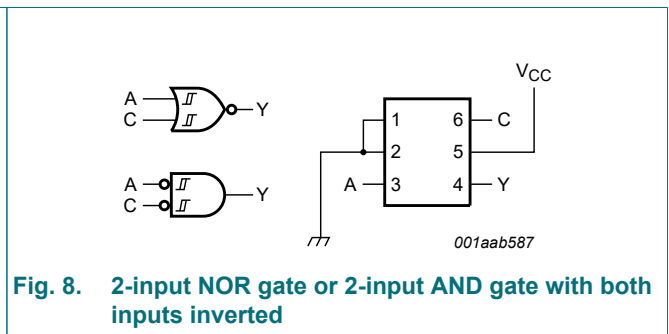 A
C
Y
A
C
Y
VCC
1
6
C
2
5
A
3
4
Y
001aab587
Fig. 8. 2-input NOR gate or 2-input AND gate with both
inputs inverted